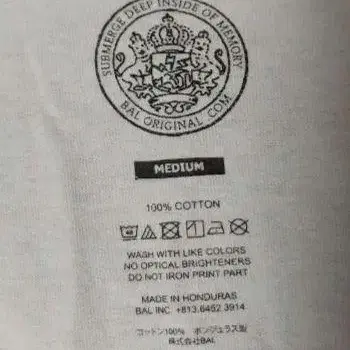 SUBMERGE DEEP INSIDE OF MEMORY
BAL ORIGINAL .COM
MEDIUM
100% COTTON
WASH WITH LIKE COLORS
NO OPTICAL BRIGHTENERS
DO NOT IRON PRINT PART
MADE IN HONDURAS
BAL INC. +813.6452.3914
コットン100% ホンジュラス製
株式会社BAL